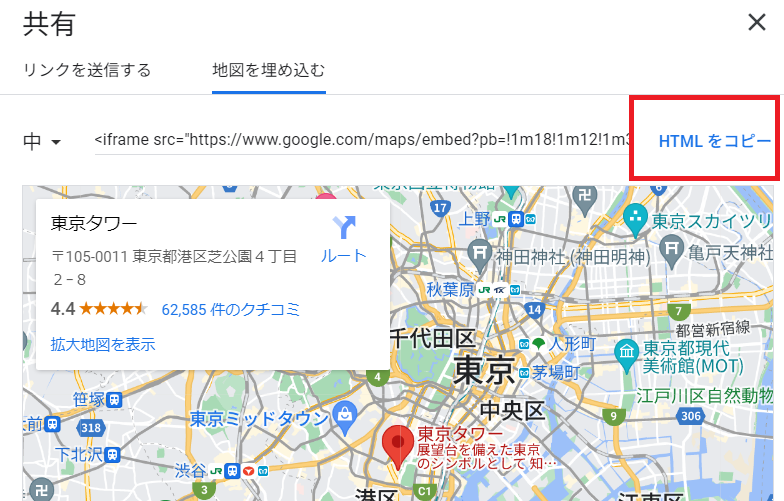 共有
リンクを送信する
地図を埋め込む
中
<iframe src="https://www.google.com/maps/embed?pb=!1m18!1m12!1m3
HTML をコピー
東京タワー
〒105-0011 東京都港区芝公園４丁目
２−８
ルート
4.4
62,585 件のクチコミ
拡大地図を表示
17
上野
JR
東京スカイツリ
神田神社 (神田明神)
亀戸天神社
秋葉原
JR
14
7
都営新宿線
千代田区
人形町
東京
茅場町
東京都現代
美術館(MOT)
中央区
江戸川区自然動物
4
笹塚
318
下北沢
東京ミッドタウン
9
306
東京タワー
展望台を備えた東京
のシンボルとして 知…
渋谷
JR
3
C1
港区
江東区